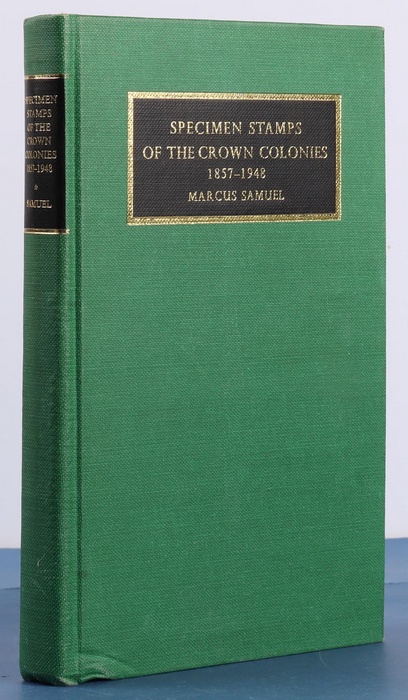 SPECIMEN STAMPS
OF THE CROWN COLONIES
1857–1948
MARCUS SAMUEL
SPECIMEN
STAMPS
OF THE
CROWN
COLONIES
1857–1948
SAMUEL